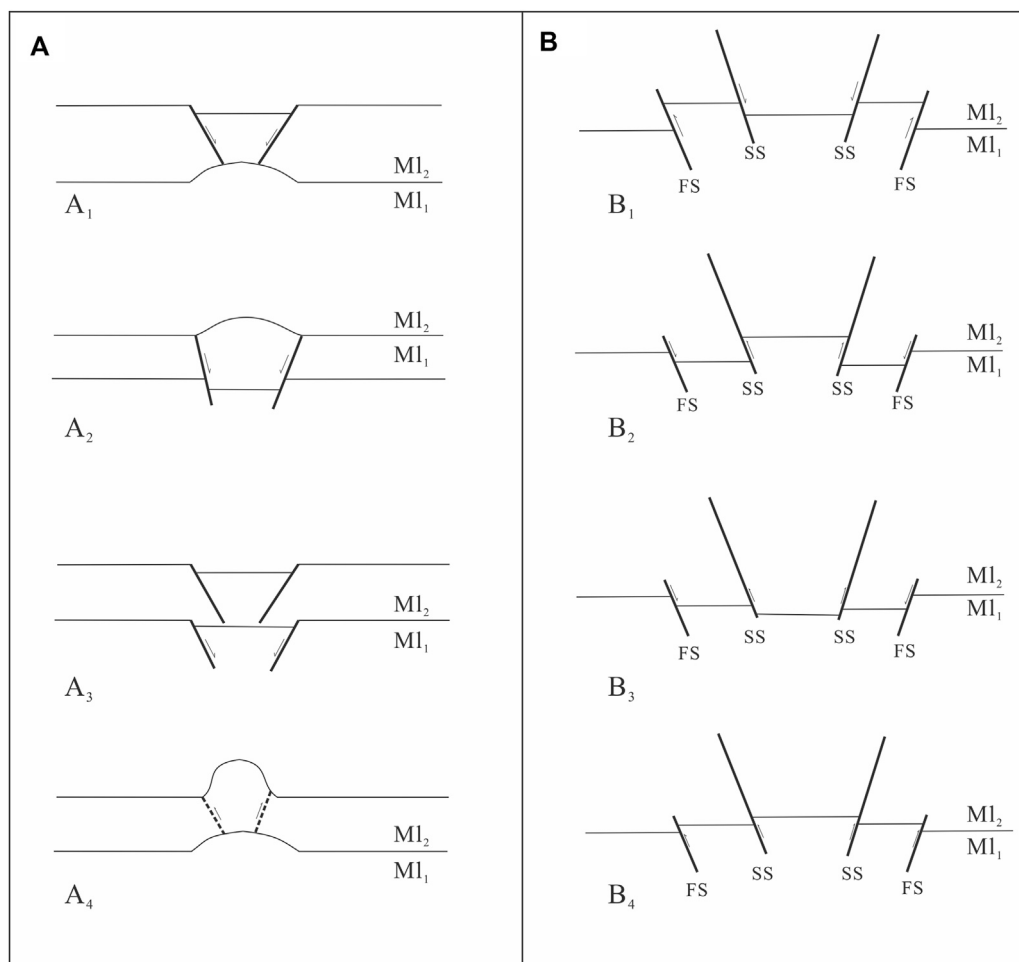 A
Ml₂
Ml₁
A₁
Ml₂
Ml₁
A₂
Ml₂
Ml₁
A₃
Ml₂
Ml₁
A₄
B
Ml₂
Ml₁
SS SS
FS FS
B₁
Ml₂
Ml₁
SS SS
FS FS
B₂
Ml₂
Ml₁
SS SS
FS FS
B₃
Ml₂
Ml₁
SS SS
FS FS
B₄